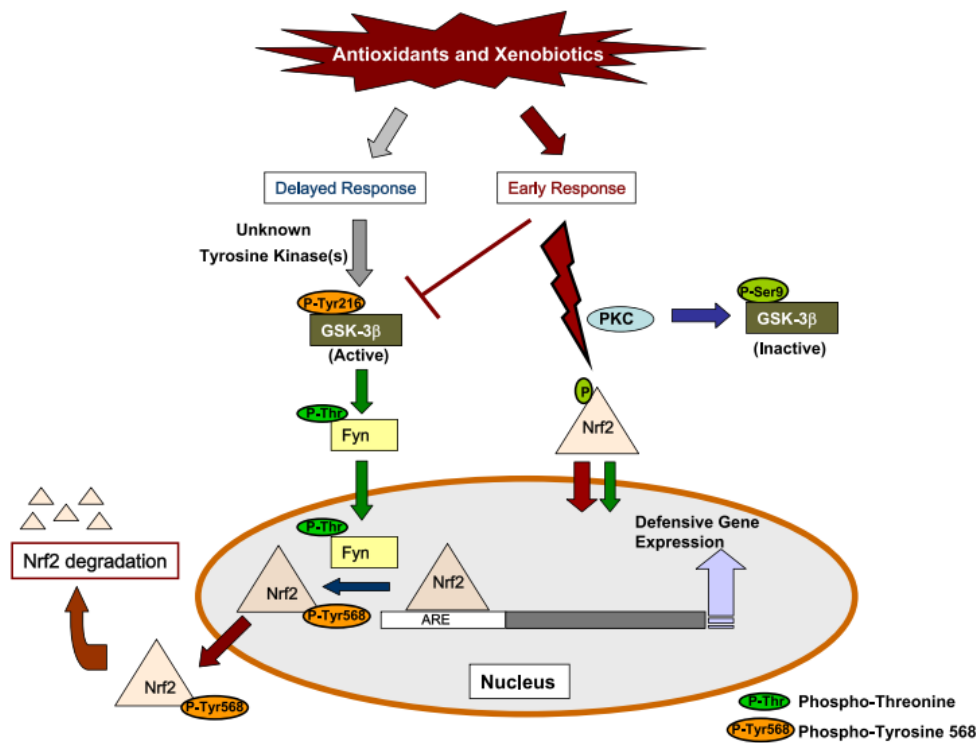 Antioxidants and Xenobiotics
Delayed Response
Early Response
Unknown
Tyrosine Kinase(s)
P-Tyr216
GSK-3β
(Active)
PKC
P-Ser9
GSK-3β
(Inactive)
P-Thr
Fyn
P
Nrf2
P-Thr
Fyn
Defensive Gene
Expression
Nrf2 degradation
Nrf2
P-Tyr568
Nrf2
ARE
Nrf2
P-Tyr568
Nucleus
P-Thr
Phospho-Threonine
P-Tyr568
Phospho-Tyrosine 568